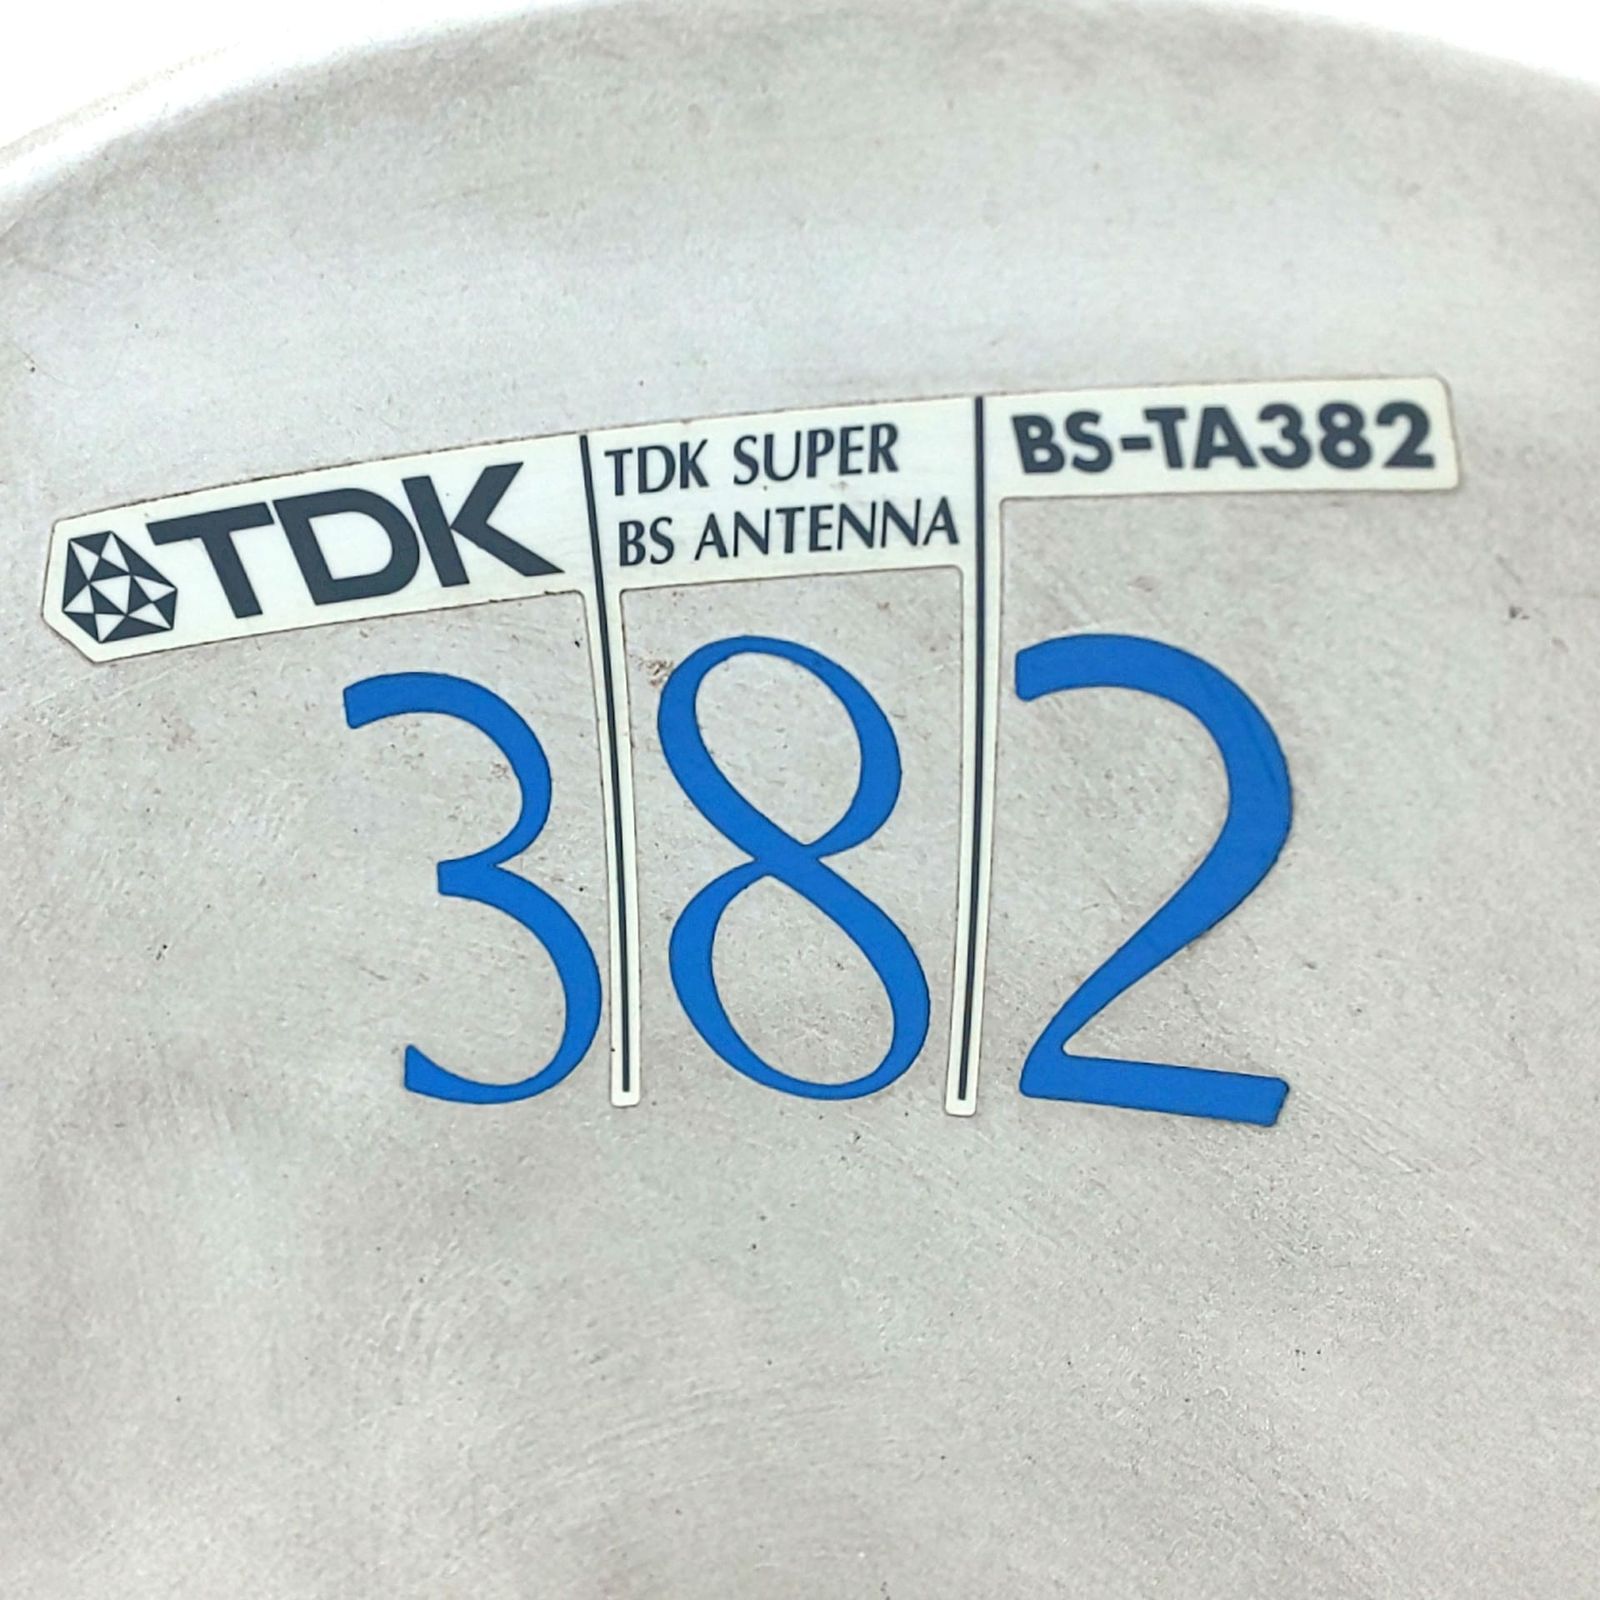 TDK
TDK SUPER
BS ANTENNA
BS-TA382
382